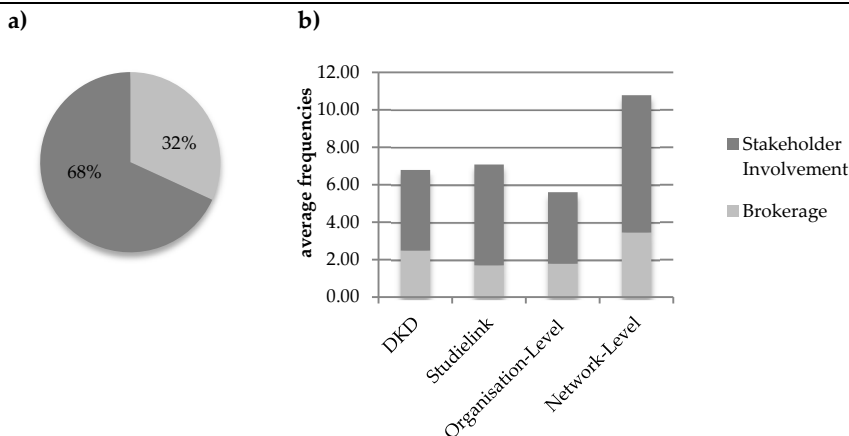 a)
b)
32%
68%
average frequencies
12.00
10.00
8.00
6.00
4.00
2.00
0.00
DKD
Studielink
Organisation-Level
Network-Level
Stakeholder
Involvement
Brokerage